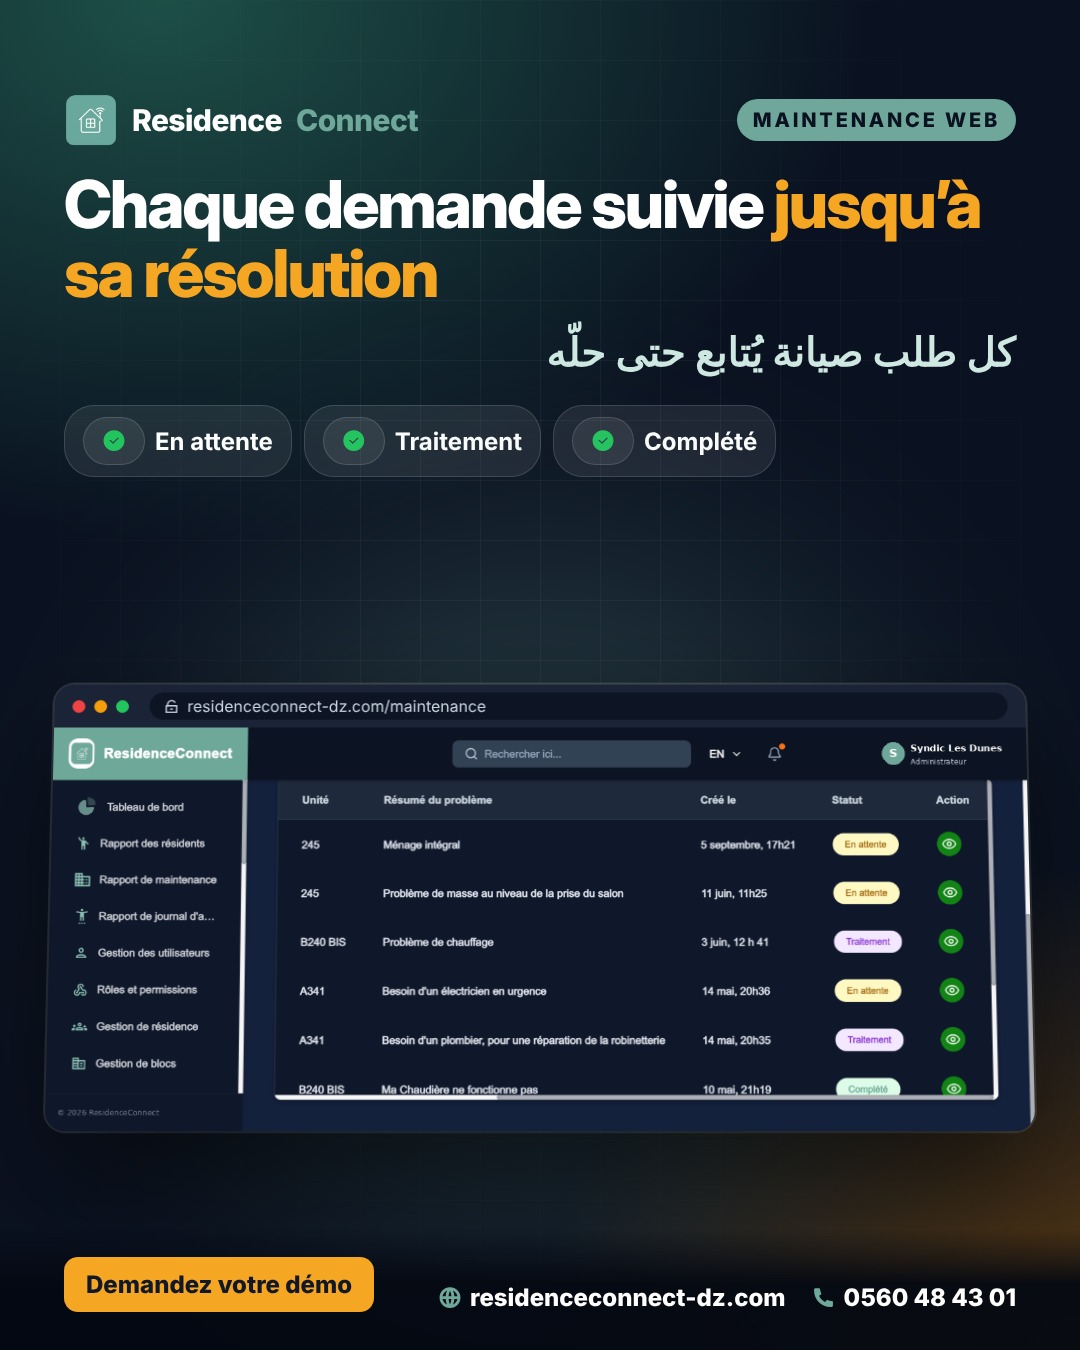 Residence Connect
MAINTENANCE WEB
Chaque demande suivie jusqu'à
sa résolution
كل طلب صيانة يُتابع حتى حلّه
En attente
Traitement
Complété
residenceconnect-dz.com/maintenance
ResidenceConnect
Rechercher ici...
EN
S
Syndic Les Dunes
Administrateur
Tableau de bord
Rapport des résidents
Rapport de maintenance
Rapport de journal d'a...
Gestion des utilisateurs
Rôles et permissions
Gestion de résidence
Gestion de blocs
© 2026 ResidenceConnect
Unité Résumé du problème Créé le Statut Action
245 Ménage intégral 5 septembre, 17h21 En attente
245 Problème de masse au niveau de la prise du salon 11 juin, 11h25 En attente
B240 BIS Problème de chauffage 3 juin, 12 h 41 Traitement
A341 Besoin d'un électricien en urgence 14 mai, 20h36 En attente
A341 Besoin d'un plombier, pour une réparation de la robinetterie 14 mai, 20h35 Traitement
B240 BIS Ma Chaudière ne fonctionne pas 10 mai, 21h19 Complété
Demandez votre démo
residenceconnect-dz.com
0560 48 43 01